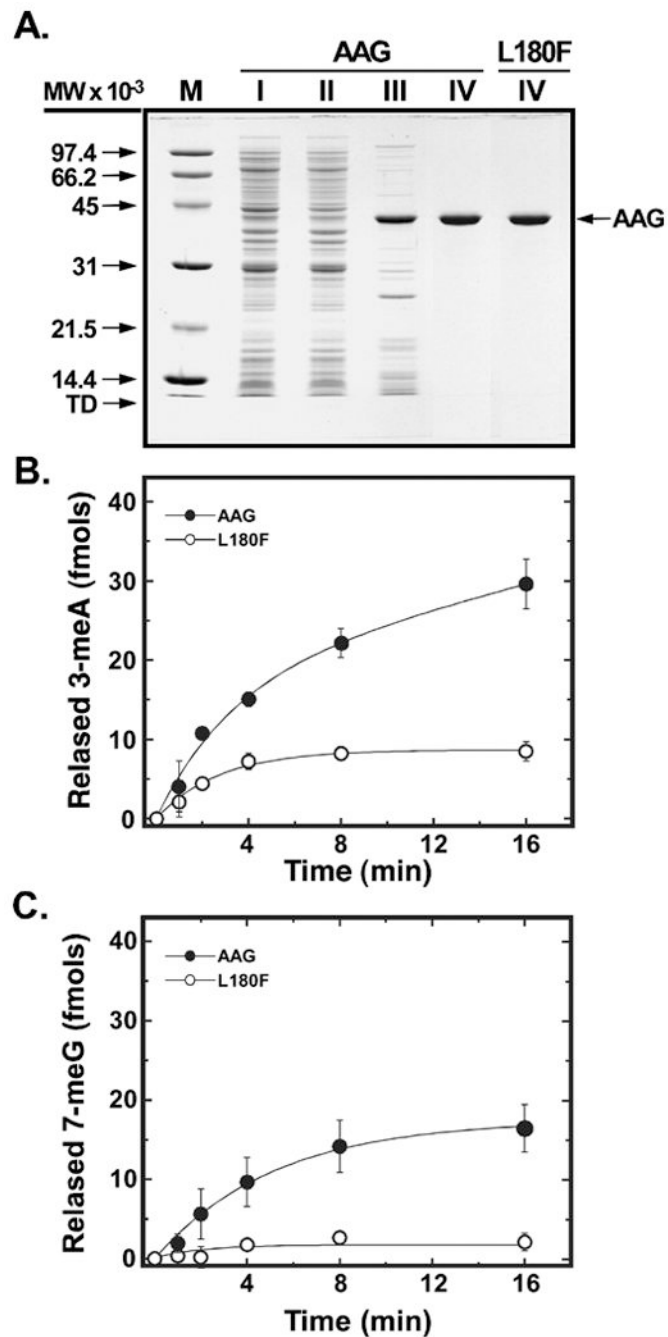 A.
AAG L180F
MW x 10-3 M I II III IV IV
97.4
66.2
45
AAG
31
21.5
14.4
TD
B.
40
AAG
L180F
30
20
10
0
Relased 3-meA (fmols)
4 8 12 16
Time (min)
C.
40
AAG
L180F
30
20
10
0
Relased 7-meG (fmols)
4 8 12 16
Time (min)